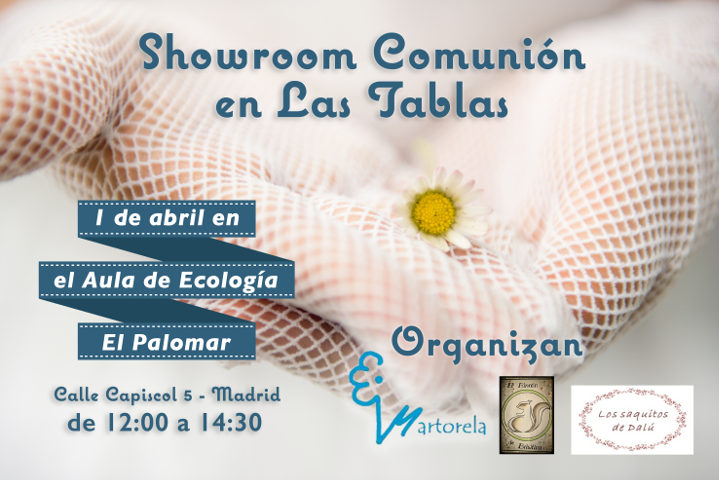 Showroom Comunión
en Las Tablas
1 de abril en
el Aula de Ecología
El Palomar
Calle Capiscol 5 - Madrid
de 12:00 a 14:30
Organizan
Martorela
El Rincón
de
Los saquitos
de Dalú